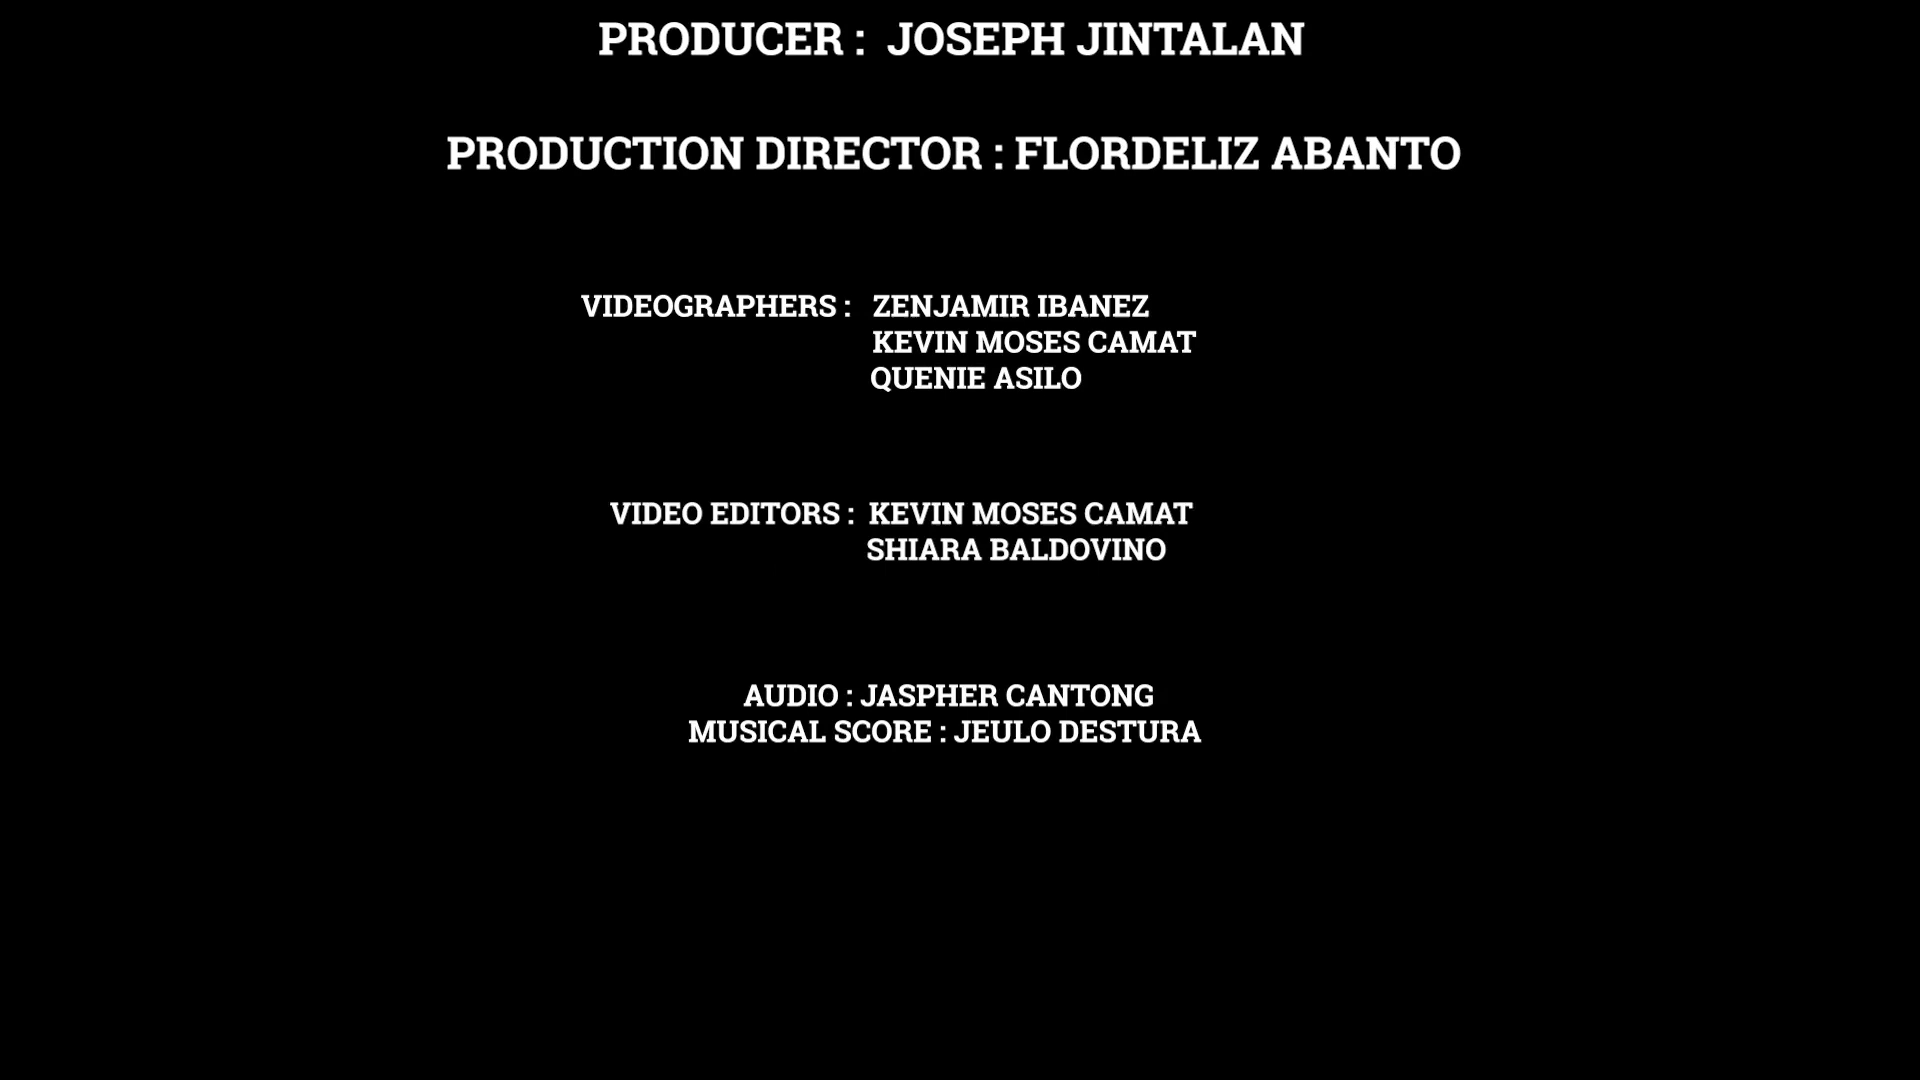 PRODUCER : JOSEPH JINTALAN
PRODUCTION DIRECTOR : FLORDELIZ ABANTO
VIDEOGRAPHERS : ZENJAMIR IBANEZ
KEVIN MOSES CAMAT
QUENIE ASILO
VIDEO EDITORS : KEVIN MOSES CAMAT
SHIARA BALDOVINO
AUDIO : JASPHER CANTONG
MUSICAL SCORE : JEULO DESTURA